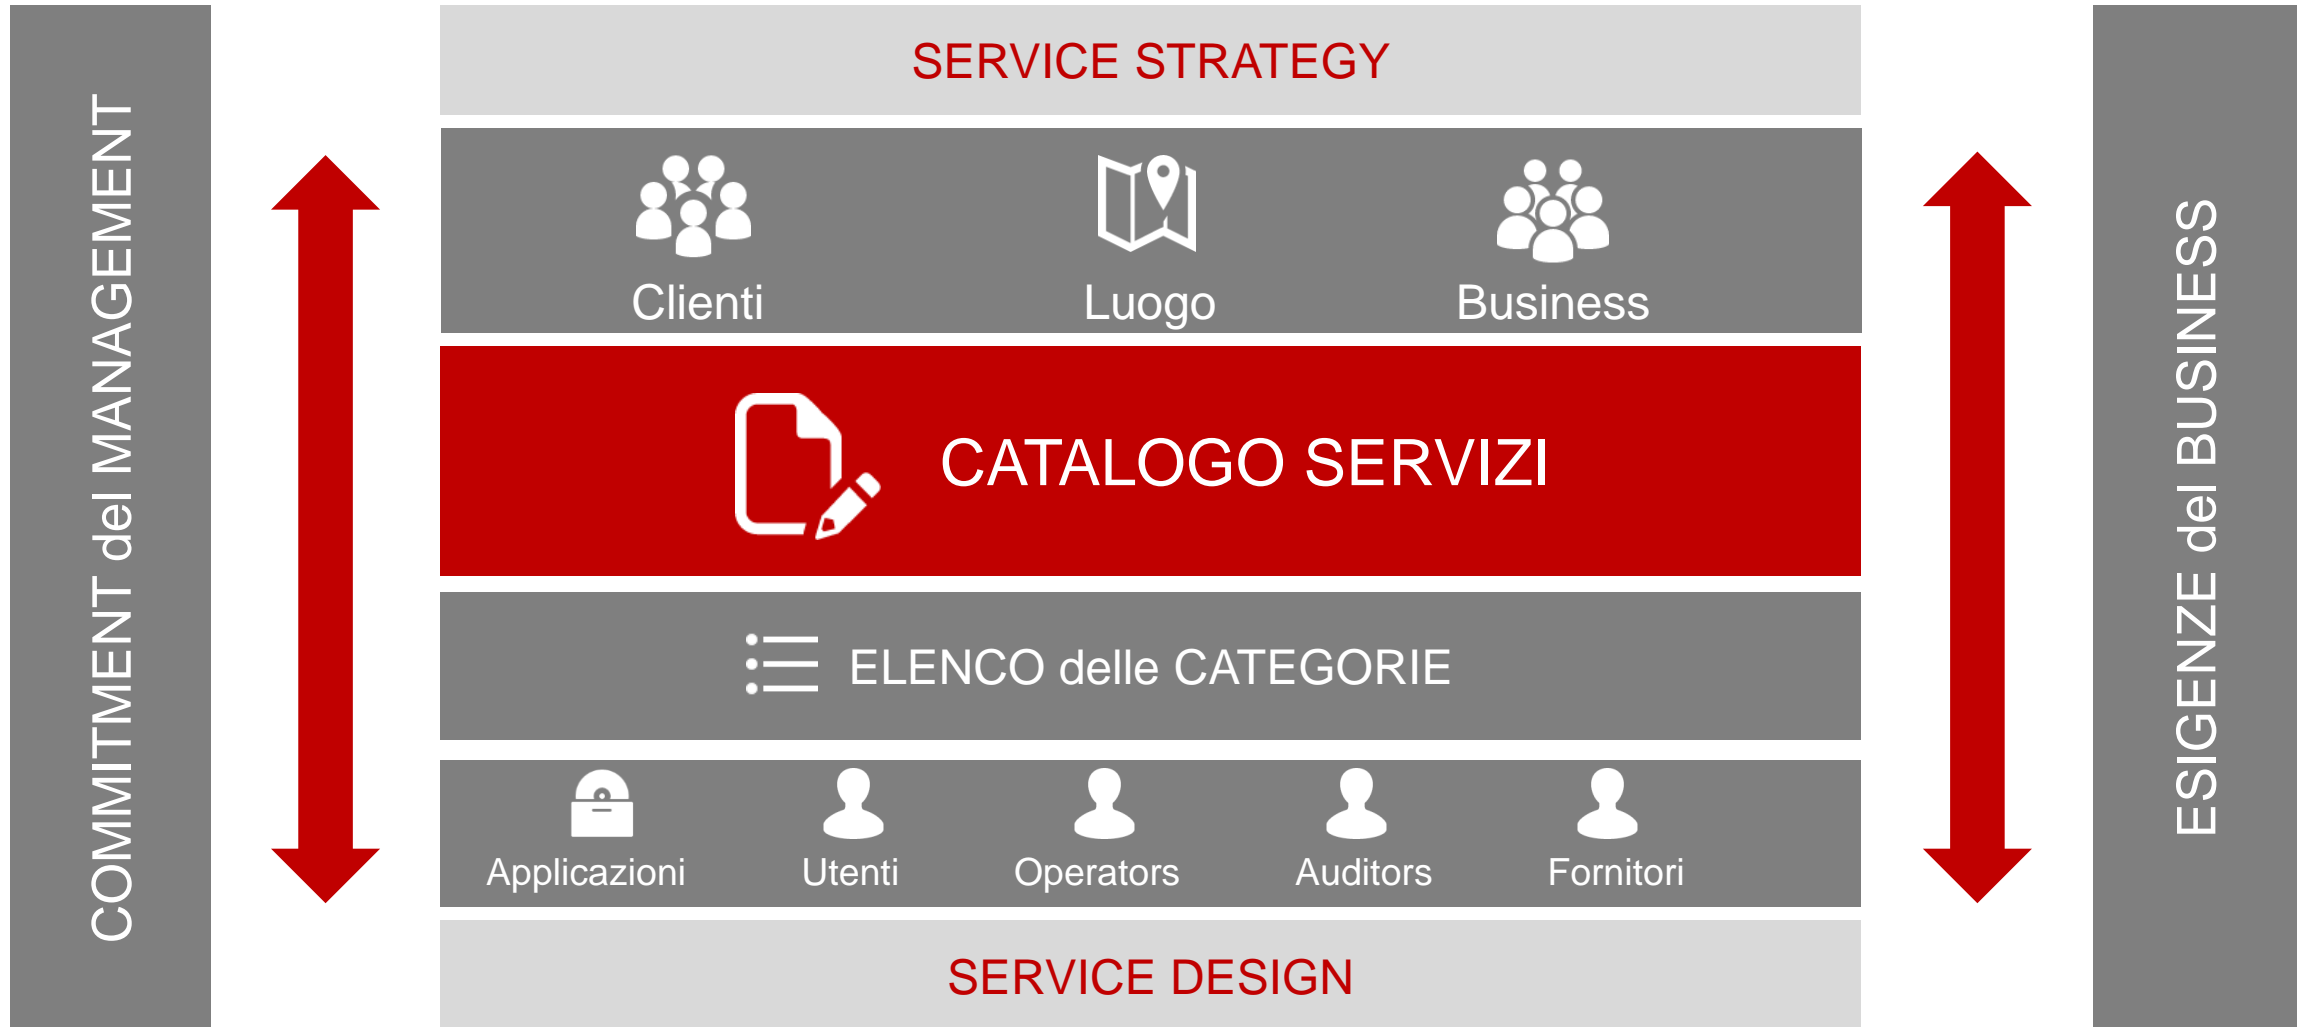 COMMITMENT del MANAGEMENT
SERVICE STRATEGY
Clienti
Luogo
Business
CATALOGO SERVIZI
ELENCO delle CATEGORIE
Applicazioni
Utenti
Operators
Auditors
Fornitori
SERVICE DESIGN
ESIGENZE del BUSINESS